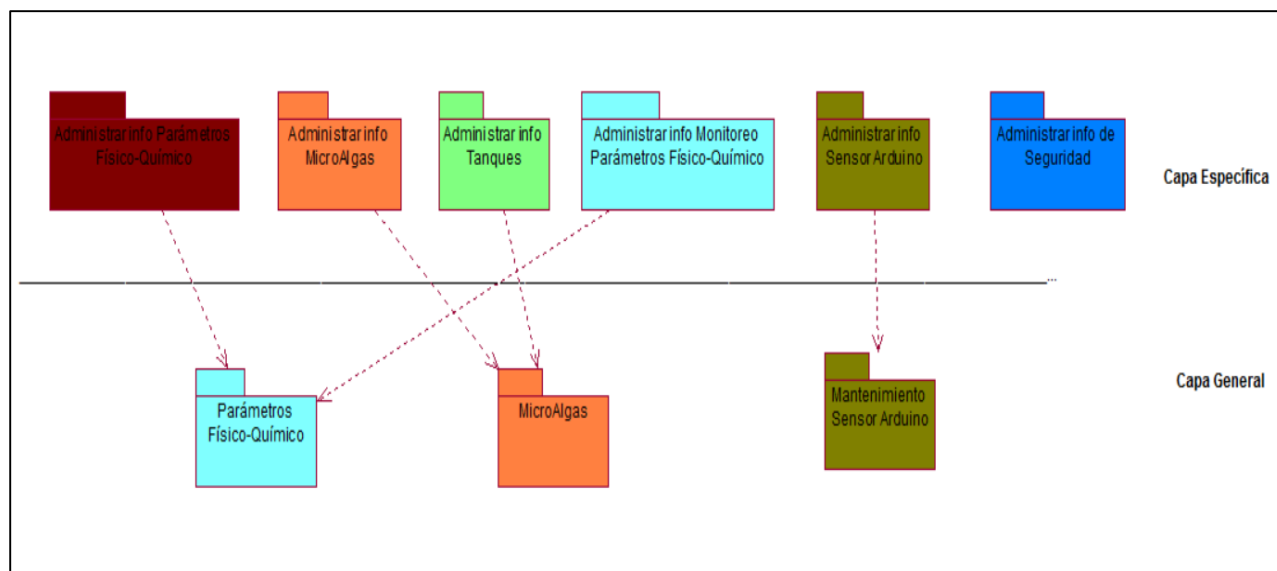 Administrar info Parámetros
Físico-Químico
Administrar info
MicroAlgas
Administrar info
Tanques
Administrar info Monitoreo
Parámetros Físico-Químico
Administrar info
Sensor Arduino
Administrar info de
Seguridad
Capa Específica
...
Parámetros
Físico-Químico
MicroAlgas
Mantenimiento
Sensor Arduino
Capa General